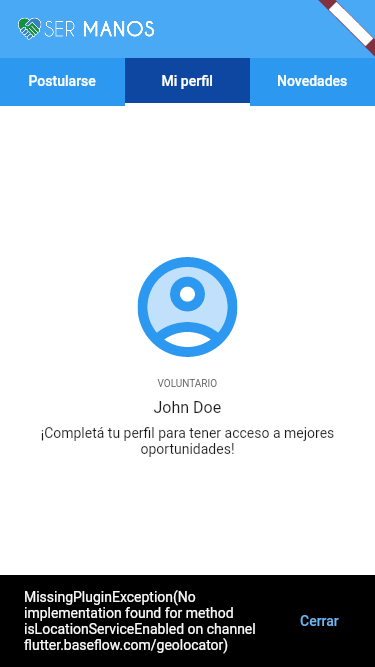 SER MANOS
Postularse
Mi perfil
Novedades
VOLUNTARIO
John Doe
¡Completá tu perfil para tener acceso a mejores
oportunidades!
MissingPluginException(No
implementation found for method
isLocationServiceEnabled on channel
flutter.baseflow.com/geolocator)
Cerrar